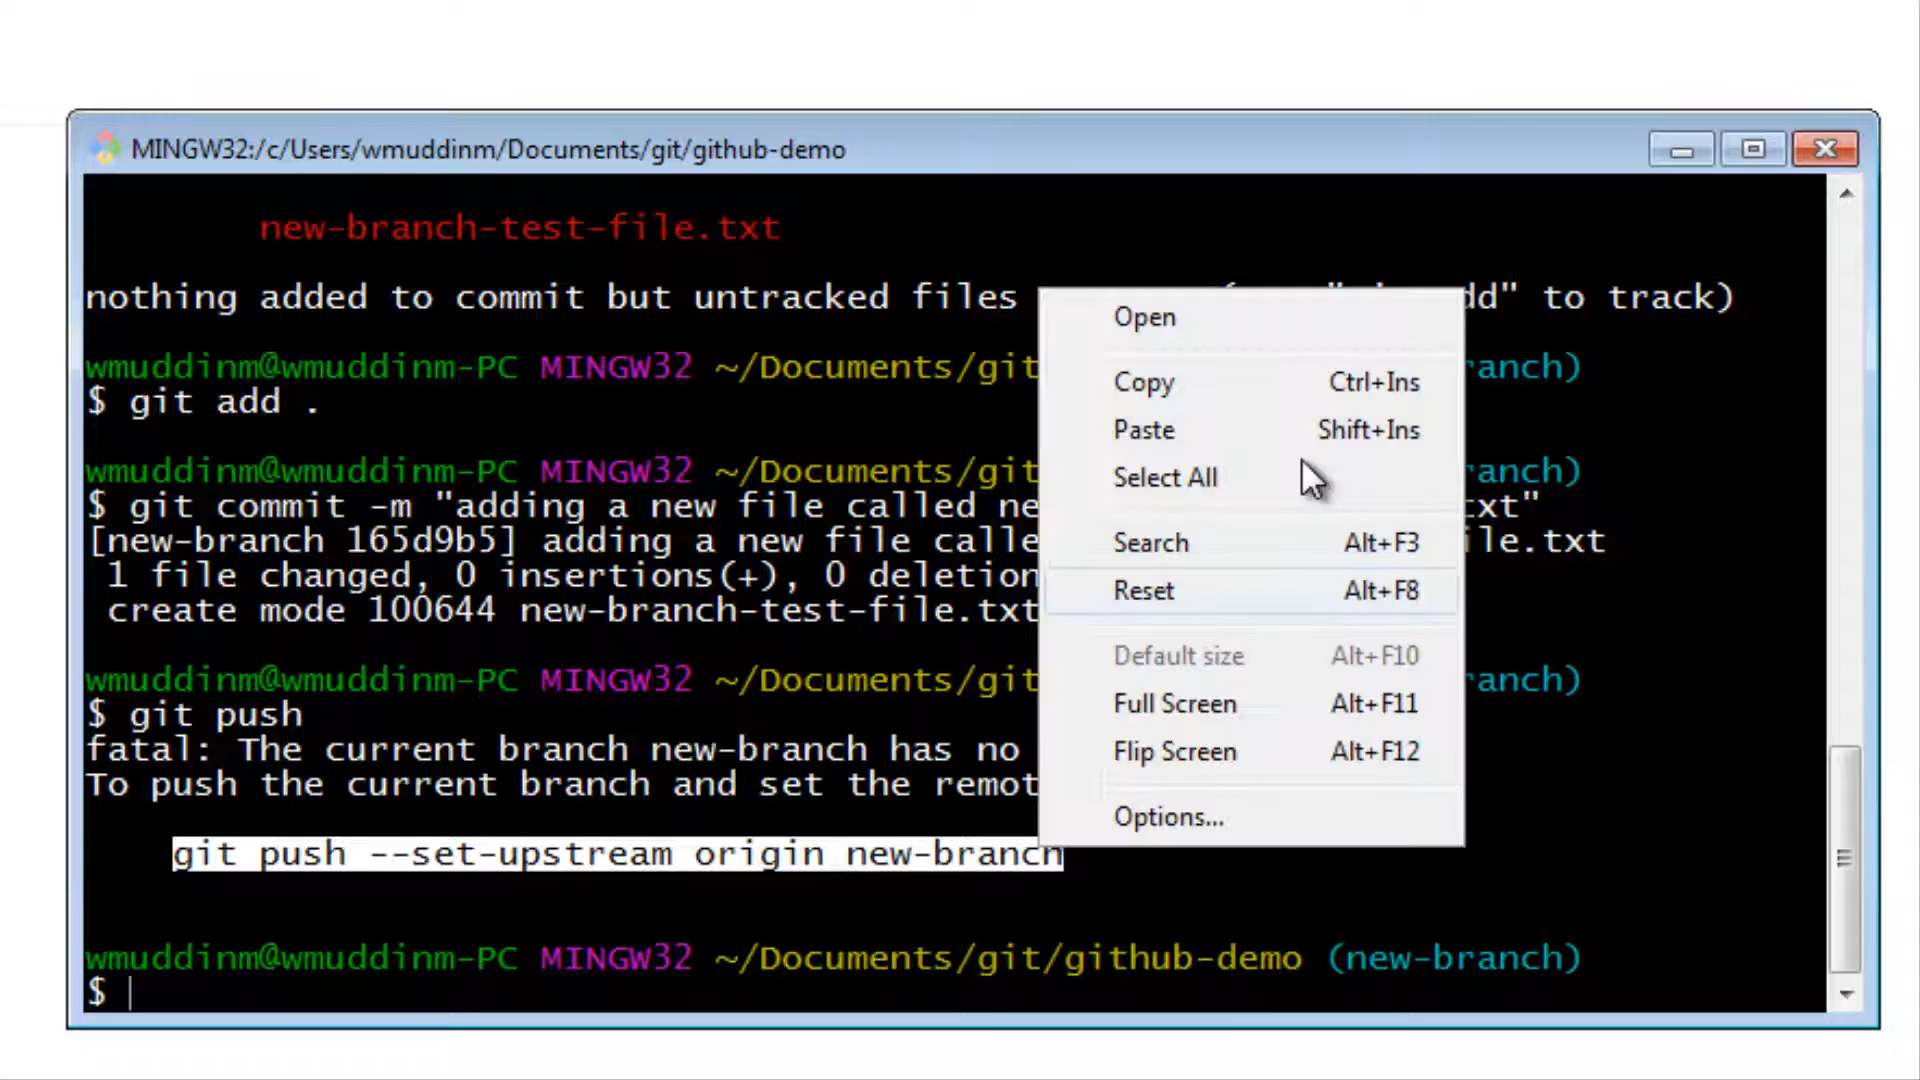 MINGW32:/c/Users/wmuddinm/Documents/git/github-demo
new-branch-test-file.txt
nothing added to commit but untracked files dd" to track)
wmuddinm@wmuddinm-PC MINGW32 ~/Documents/git ranch)
$ git add .
wmuddinm@wmuddinm-PC MINGW32 ~/Documents/git ranch)
$ git commit -m "adding a new file called ne xt"
[new-branch 165d9b5] adding a new file calle ile.txt
1 file changed, 0 insertions(+), 0 deletion
create mode 100644 new-branch-test-file.txt
wmuddinm@wmuddinm-PC MINGW32 ~/Documents/git ranch)
$ git push
fatal: The current branch new-branch has no
To push the current branch and set the remot
git push --set-upstream origin new-branch
wmuddinm@wmuddinm-PC MINGW32 ~/Documents/git/github-demo (new-branch)
$
Open
Copy Ctrl+Ins
Paste Shift+Ins
Select All
Search Alt+F3
Reset Alt+F8
Default size Alt+F10
Full Screen Alt+F11
Flip Screen Alt+F12
Options...